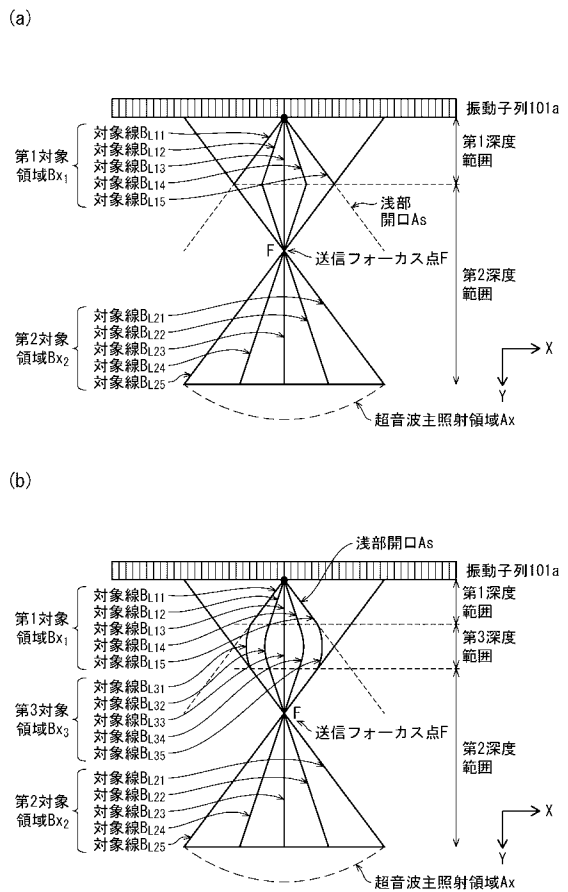 (a)
振動子列101a
第1対象
領域Bx1
対象線BL11
対象線BL12
対象線BL13
対象線BL14
対象線BL15
第1深度
範囲
浅部
開口As
F
送信フォーカス点F
第2深度
範囲
第2対象
領域Bx2
対象線BL21
対象線BL22
対象線BL23
対象線BL24
対象線BL25
超音波主照射領域Ax
X
Y
(b)
浅部開口As
振動子列101a
第1対象
領域Bx1
対象線BL11
対象線BL12
対象線BL13
対象線BL14
対象線BL15
第1深度
範囲
第3深度
範囲
第3対象
領域Bx3
対象線BL31
対象線BL32
対象線BL33
対象線BL34
対象線BL35
F
送信フォーカス点F
第2深度
範囲
第2対象
領域Bx2
対象線BL21
対象線BL22
対象線BL23
対象線BL24
対象線BL25
超音波主照射領域Ax
X
Y